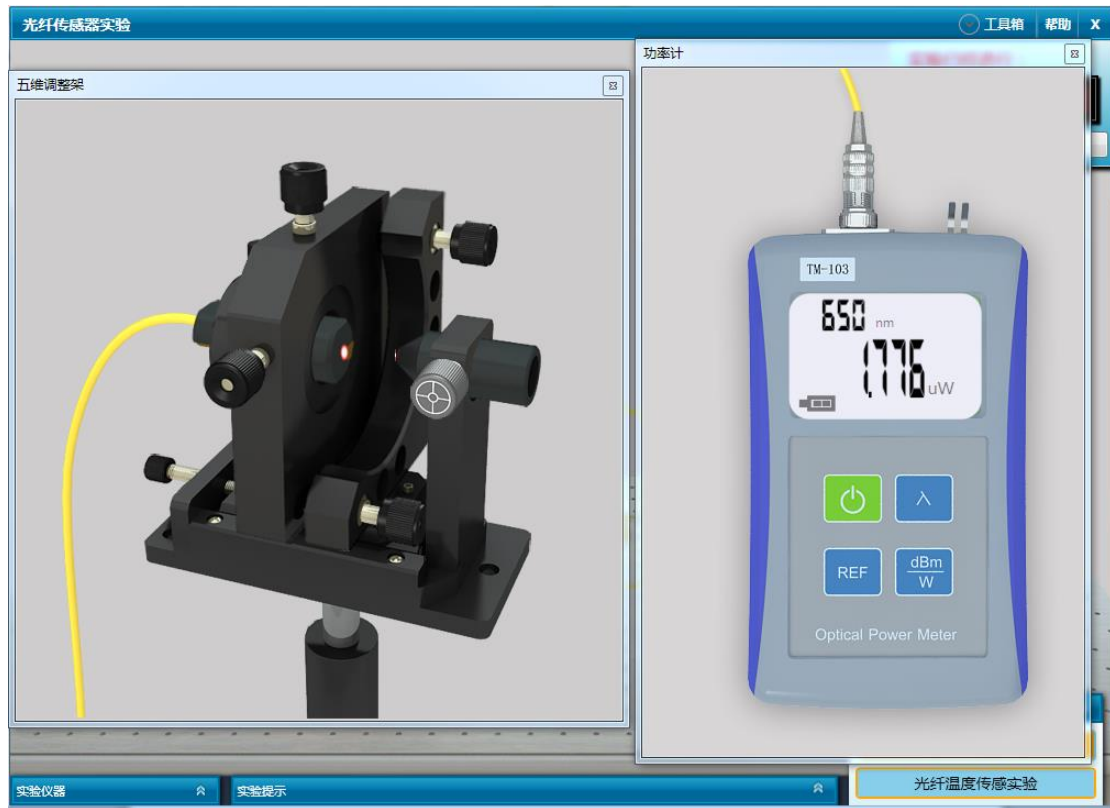 光纤传感器实验
工具箱
帮助
X
五维调整架
功率计
TM-103
650 nm
1.776 uW
λ
REF
dBm
W
Optical Power Meter
实验仪器
实验提示
光纤温度传感实验